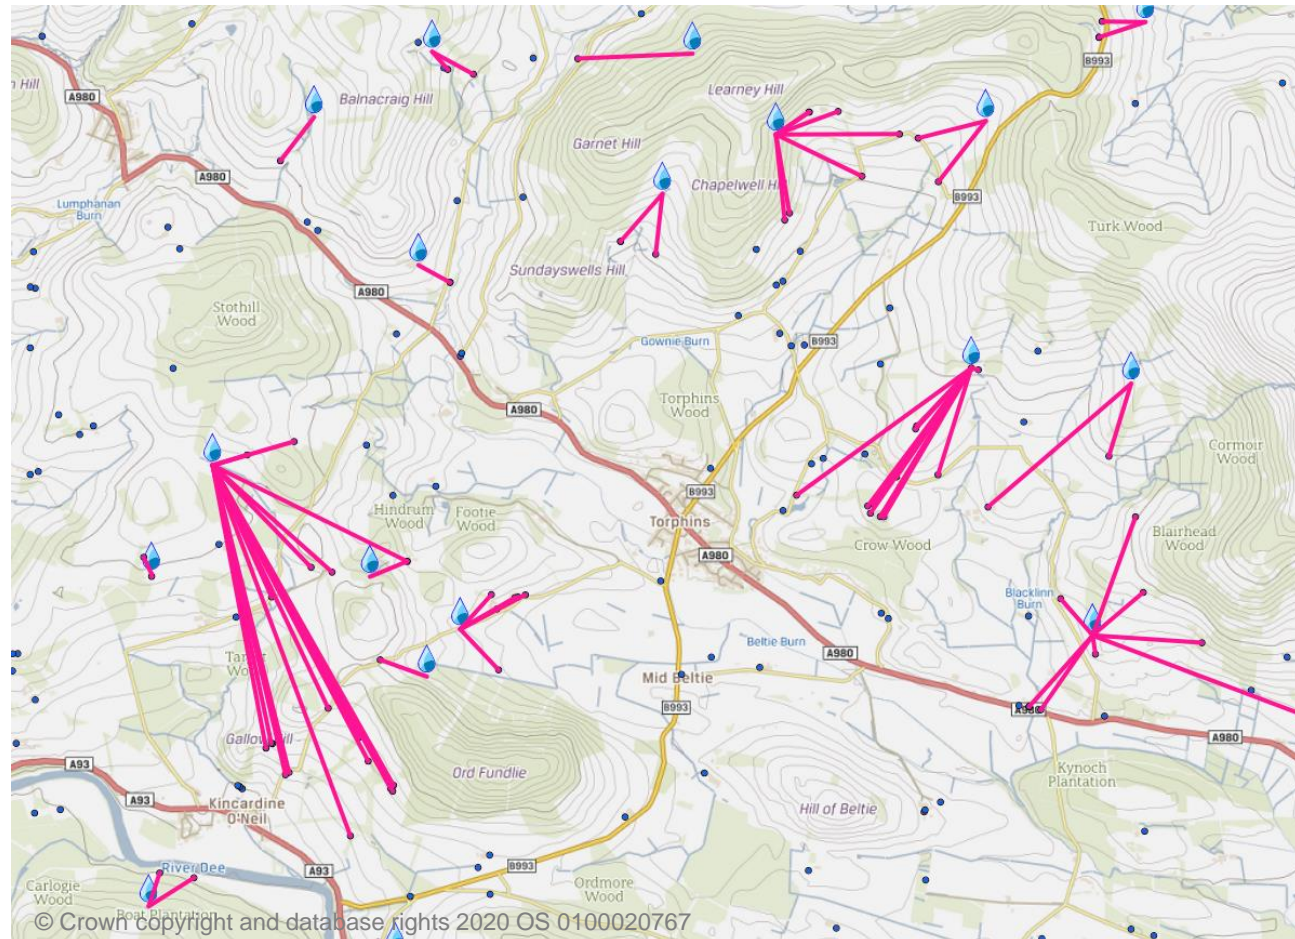 B993
n Hill
A980
Balnacraig Hill
Learney Hill
Garnet Hill
A980
Chapelwell Hill
B993
Lumphanan
Burn
Turk Wood
Sundayswells Hill
A980
Stothill
Wood
Gownie Burn
B993
Torphins
Wood
A980
Cormoir
Wood
B993
Hindrum
Wood
Footie
Wood
Torphins
Crow Wood
Blairhead
Wood
A980
Blacklinn
Burn
Beltie Burn
A980
Mid Beltie
B993
A980
Gallow Hill
A980
A93
Ord Fundlie
Kynoch
Plantation
A93
Kincardine
O'Neil
Hill of Beltie
River Dee
A93
B993
Carlogie
Wood
Ordmore
Wood
Boat Plantation
© Crown copyright and database rights 2020 OS 0100020767